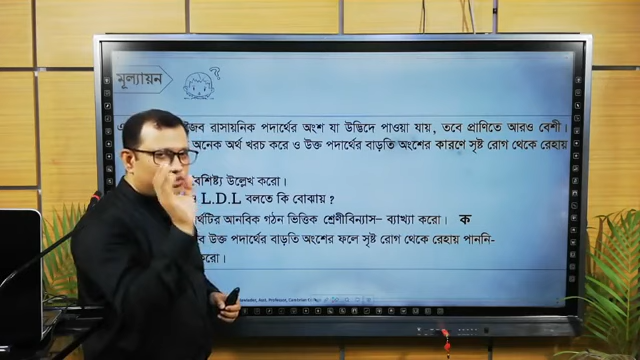 মূল্যায়ন
জৈব রাসায়নিক পদার্থের অংশ যা উদ্ভিদে পাওয়া যায়, তবে প্রাণিতে আরও বেশী।
অনেক অর্থ খরচ করে ও উক্ত পদার্থের বাড়তি অংশের কারণে সৃষ্ট রোগ থেকে রেহায়
বৈশিষ্ট্য উল্লেখ করো।
L.D.L বলতে কি বোঝায় ?
আনবিক গঠন ভিত্তিক শ্রেণীবিন্যাস– ব্যাখ্যা করো। ক
উক্ত পদার্থের বাড়তি অংশের ফলে সৃষ্ট রোগ থেকে রেহায় পাননি-
করো।